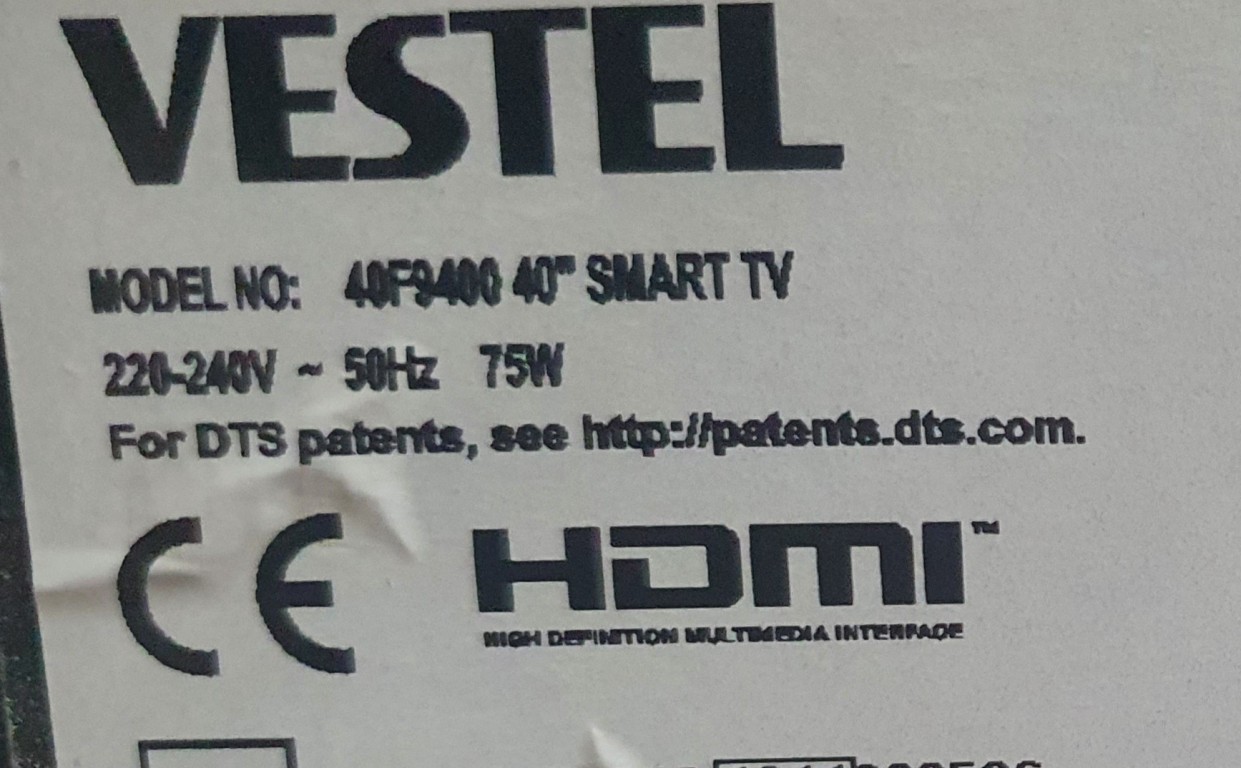 VESTEL
MODEL NO: 40F9400 40" SMART TV
220-240V ~ 50Hz 75W
For DTS patents, see http://patents.dts.com.
CE HDMI™
HIGH DEFINITION MULTIMEDIA INTERFACE